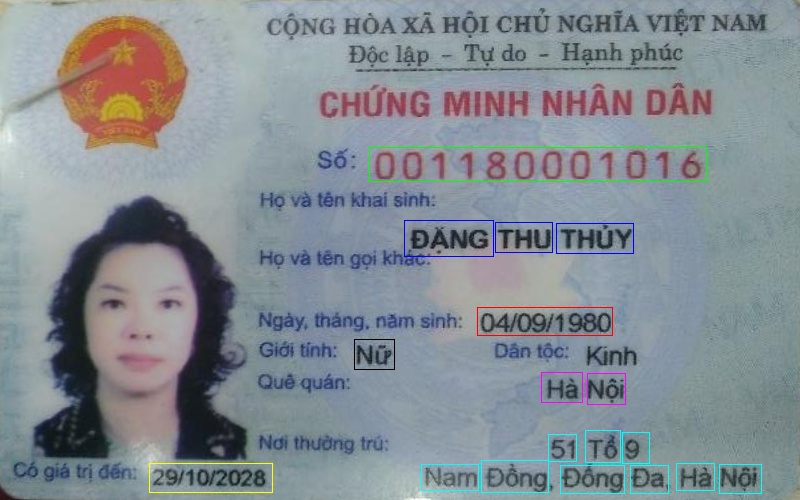 CỘNG HÒA XÃ HỘI CHỦ NGHĨA VIỆT NAM
Độc lập - Tự do - Hạnh phúc
CHỨNG MINH NHÂN DÂN
Số: 001180001016
Họ và tên khai sinh:
ĐẶNG THU THỦY
Họ và tên gọi khác:
Ngày, tháng, năm sinh: 04/09/1980
Giới tính: Nữ Dân tộc: Kinh
Quê quán:
Hà Nội
Nơi thường trú: 51 Tổ 9
Có giá trị đến: 29/10/2028 Nam Đồng, Đống Đa, Hà Nội